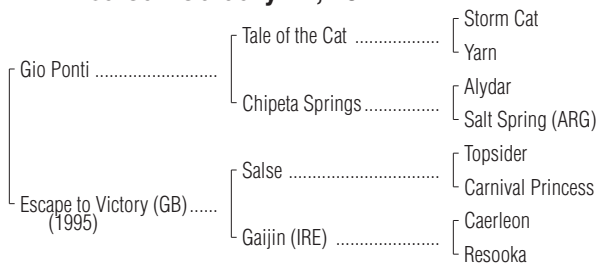 Storm Cat
Tale of the Cat ..................
Yarn
Gio Ponti ..........................
Alydar
Chipeta Springs ................
Salt Spring (ARG)
Topsider
Salse ................................
Carnival Princess
Escape to Victory (GB) ......
(1995)
Caerleon
Gaijin (IRE) ......................
Resooka